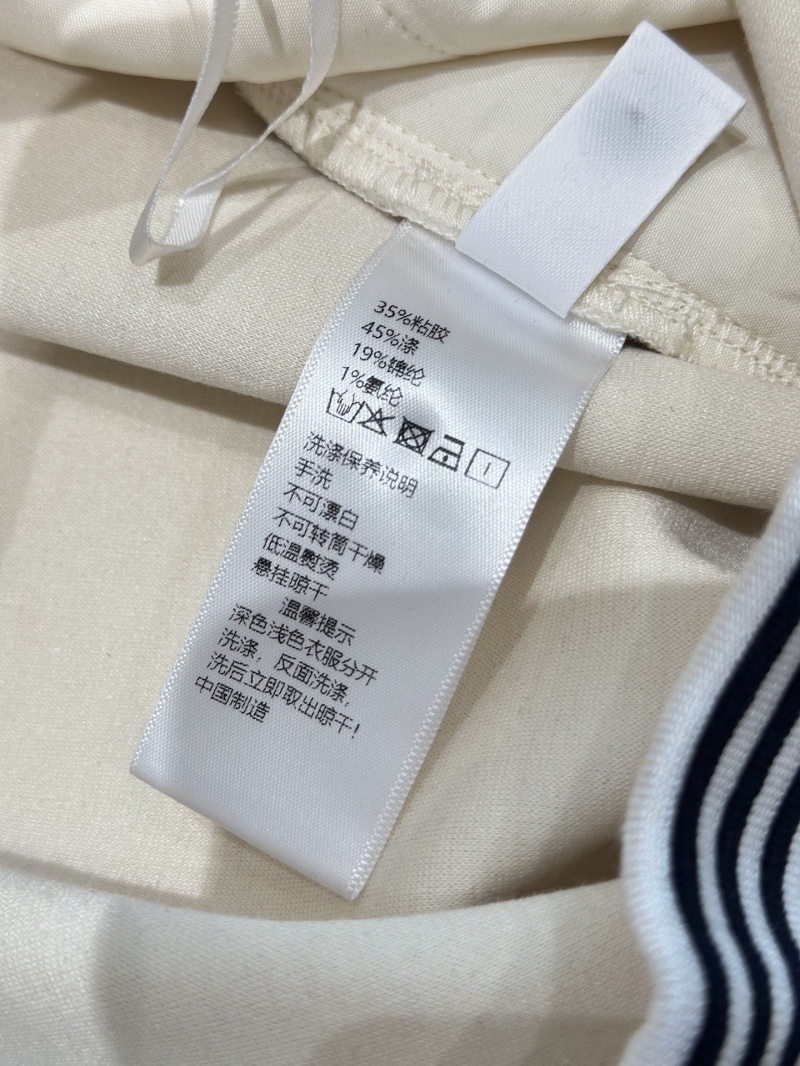 35%粘胶
45%涤
19%锦纶
1%氨纶
洗涤保养说明
手洗
不可漂白
不可转筒干燥
低温熨烫
悬挂晾干
温馨提示
深色浅色衣服分开
洗涤，反面洗涤，
洗后立即取出晾干！
中国制造